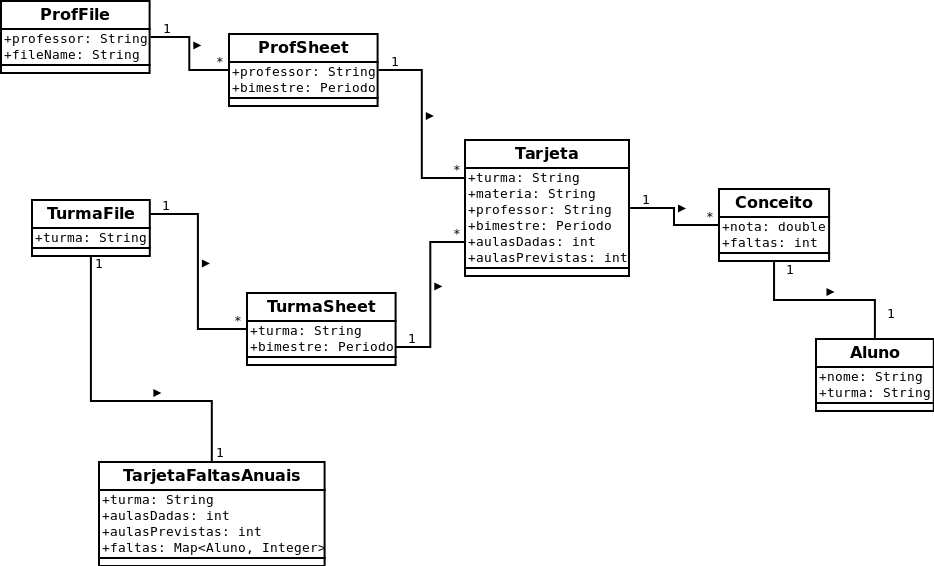 ProfFile
+professor: String
+fileName: String
1
*
ProfSheet
+professor: String
+bimestre: Periodo
1
*
Tarjeta
+turma: String
+materia: String
+professor: String
+bimestre: Periodo
+aulasDadas: int
+aulasPrevistas: int
1
*
Conceito
+nota: double
+faltas: int
1
1
Aluno
+nome: String
+turma: String
TurmaFile
+turma: String
1
*
TurmaSheet
+turma: String
+bimestre: Periodo
1
*
1
1
TarjetaFaltasAnuais
+turma: String
+aulasDadas: int
+aulasPrevistas: int
+faltas: Map<Aluno, Integer>